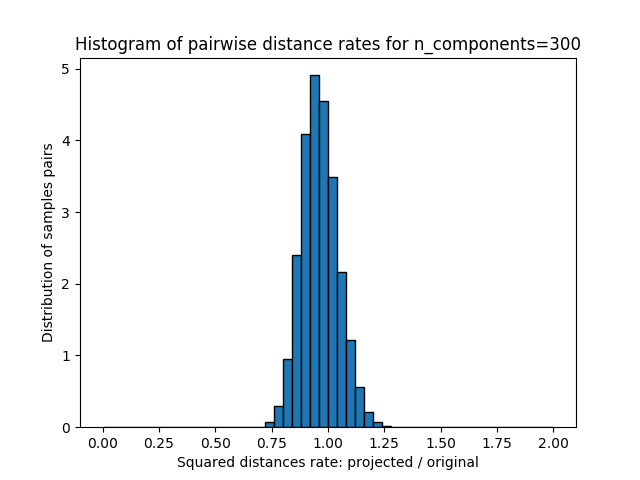 Histogram of pairwise distance rates for n_components=300
Distribution of samples pairs
5
4
3
2
1
0
0.00 0.25 0.50 0.75 1.00 1.25 1.50 1.75 2.00
Squared distances rate: projected / original